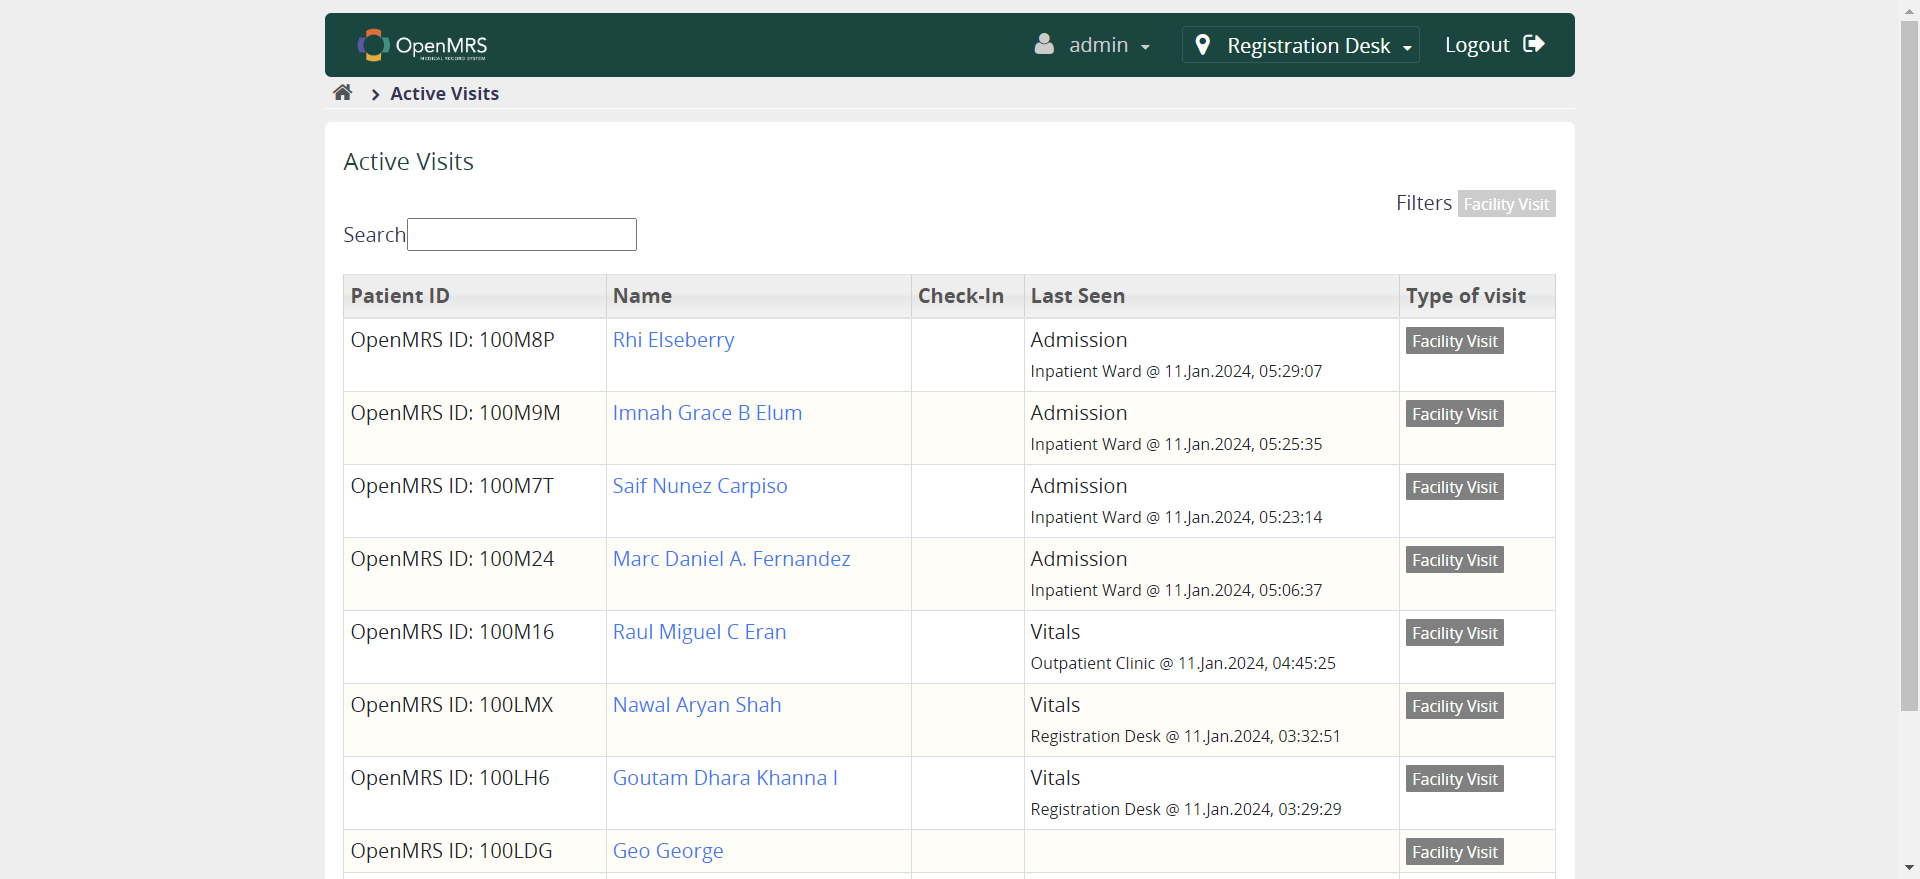 OpenMRS
MEDICAL RECORD SYSTEM
admin
Registration Desk
Logout
Active Visits
Active Visits
Filters Facility Visit
Search
Patient ID Name Check-In Last Seen Type of visit
OpenMRS ID: 100M8P Rhi Elseberry Admission Facility Visit
Inpatient Ward @ 11.Jan.2024, 05:29:07
OpenMRS ID: 100M9M Imnah Grace B Elum Admission Facility Visit
Inpatient Ward @ 11.Jan.2024, 05:25:35
OpenMRS ID: 100M7T Saif Nunez Carpiso Admission Facility Visit
Inpatient Ward @ 11.Jan.2024, 05:23:14
OpenMRS ID: 100M24 Marc Daniel A. Fernandez Admission Facility Visit
Inpatient Ward @ 11.Jan.2024, 05:06:37
OpenMRS ID: 100M16 Raul Miguel C Eran Vitals Facility Visit
Outpatient Clinic @ 11.Jan.2024, 04:45:25
OpenMRS ID: 100LMX Nawal Aryan Shah Vitals Facility Visit
Registration Desk @ 11.Jan.2024, 03:32:51
OpenMRS ID: 100LH6 Goutam Dhara Khanna I Vitals Facility Visit
Registration Desk @ 11.Jan.2024, 03:29:29
OpenMRS ID: 100LDG Geo George Facility Visit